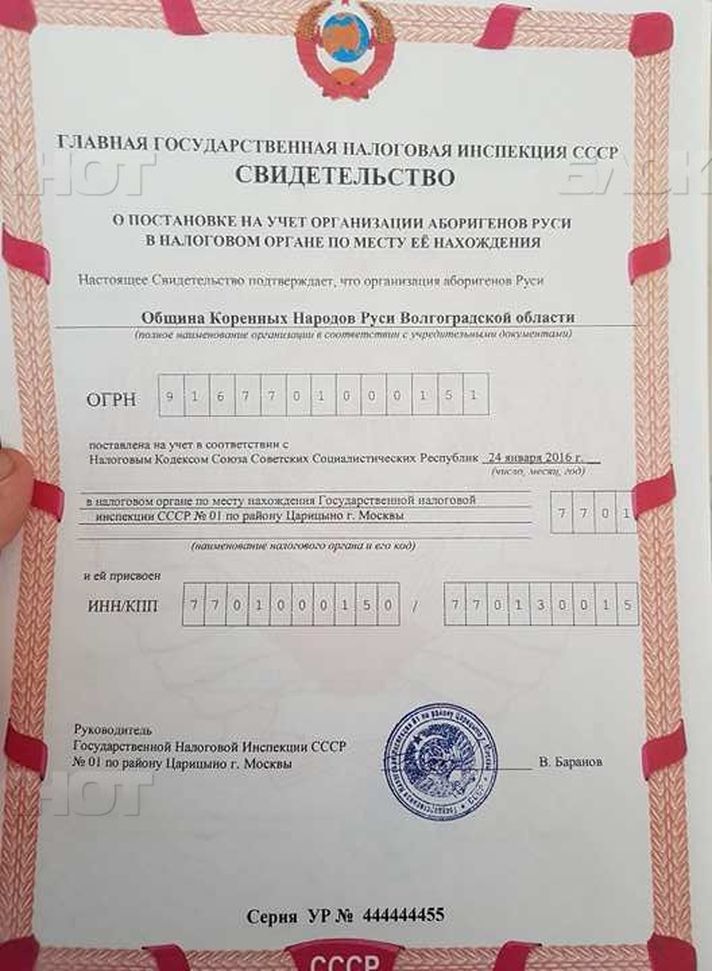 ГЛАВНАЯ ГОСУДАРСТВЕННАЯ НАЛОГОВАЯ ИНСПЕКЦИЯ СССР
СВИДЕТЕЛЬСТВО
КНОТ
БЛОК
О ПОСТАНОВКЕ НА УЧЕТ ОРГАНИЗАЦИИ АБОРИГЕНОВ РУСИ
В НАЛОГОВОМ ОРГАНЕ ПО МЕСТУ ЕЁ НАХОЖДЕНИЯ
Настоящее Свидетельство подтверждает, что организация аборигенов Руси
Община Коренных Народов Руси Волгоградской области
(полное наименование организации в соответствии с учредительными документами)
ОГРН 9167701000151
поставлена на учет в соответствии с
Налоговым Кодексом Союза Советских Социалистических Республик 24 января 2016 г.
(число, месяц, год)
в налоговом органе по месту нахождения Государственной налоговой
инспекции СССР № 01 по району Царицыно г. Москвы 7701
(наименование налогового органа и его код)
и ей присвоен
ИНН/КПП 7701000150 / 770130015
Руководитель
Государственной Налоговой Инспекции СССР
№ 01 по району Царицыно г. Москвы
В. Баранов
КНОТ
Серия УР № 444444455
СССР